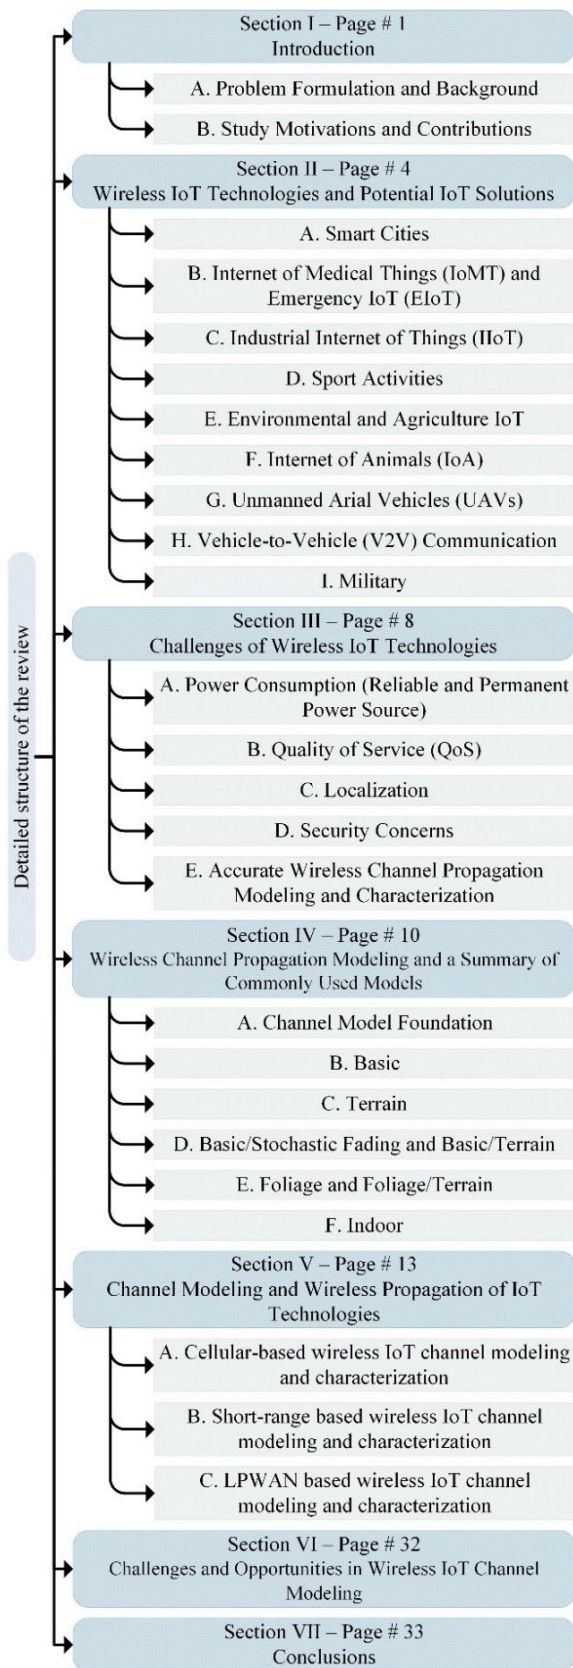 Detailed structure of the review
Section I – Page # 1
Introduction
A. Problem Formulation and Background
B. Study Motivations and Contributions
Section II – Page # 4
Wireless IoT Technologies and Potential IoT Solutions
A. Smart Cities
B. Internet of Medical Things (IoMT) and
Emergency IoT (EIoT)
C. Industrial Internet of Things (IIoT)
D. Sport Activities
E. Environmental and Agriculture IoT
F. Internet of Animals (IoA)
G. Unmanned Arial Vehicles (UAVs)
H. Vehicle-to-Vehicle (V2V) Communication
I. Military
Section III – Page # 8
Challenges of Wireless IoT Technologies
A. Power Consumption (Reliable and Permanent
Power Source)
B. Quality of Service (QoS)
C. Localization
D. Security Concerns
E. Accurate Wireless Channel Propagation
Modeling and Characterization
Section IV – Page # 10
Wireless Channel Propagation Modeling and a Summary of
Commonly Used Models
A. Channel Model Foundation
B. Basic
C. Terrain
D. Basic/Stochastic Fading and Basic/Terrain
E. Foliage and Foliage/Terrain
F. Indoor
Section V – Page # 13
Channel Modeling and Wireless Propagation of IoT
Technologies
A. Cellular-based wireless IoT channel modeling
and characterization
B. Short-range based wireless IoT channel
modeling and characterization
C. LPWAN based wireless IoT channel
modeling and characterization
Section VI – Page # 32
Challenges and Opportunities in Wireless IoT Channel
Modeling
Section VII – Page # 33
Conclusions